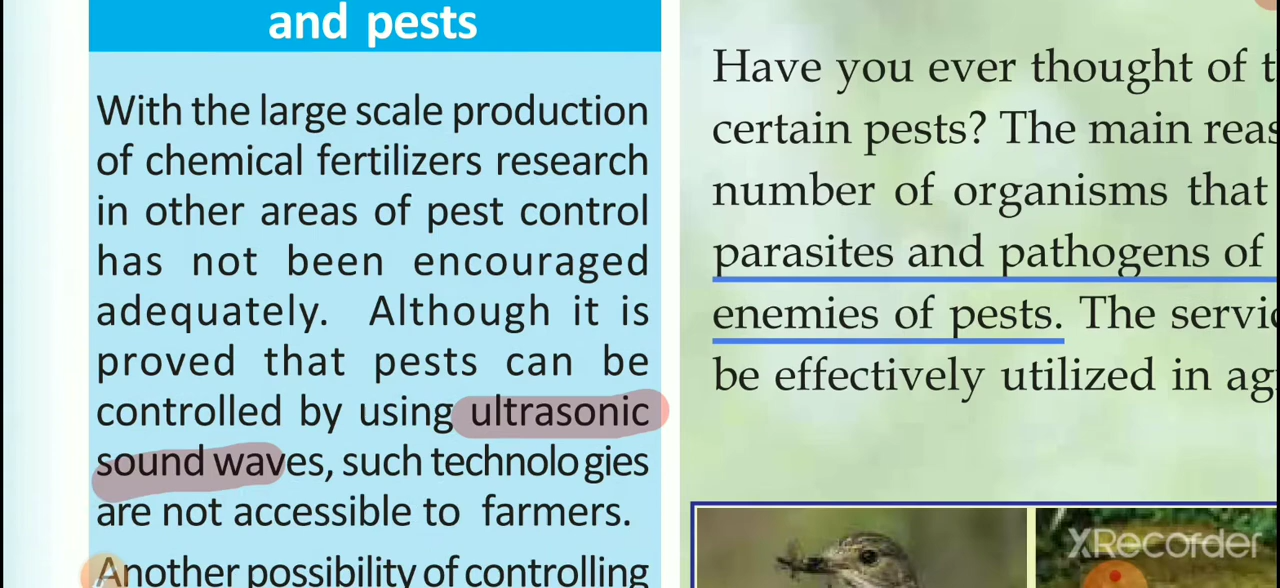 and pests
With the large scale production
of chemical fertilizers research
in other areas of pest control
has not been encouraged
adequately. Although it is
proved that pests can be
controlled by using ultrasonic
sound waves, such technologies
are not accessible to farmers.
Another possibility of controlling
Have you ever thought of
certain pests? The main
number of organisms that
parasites and pathogens of
enemies of pests. The
be effectively utilized in
XRecorder